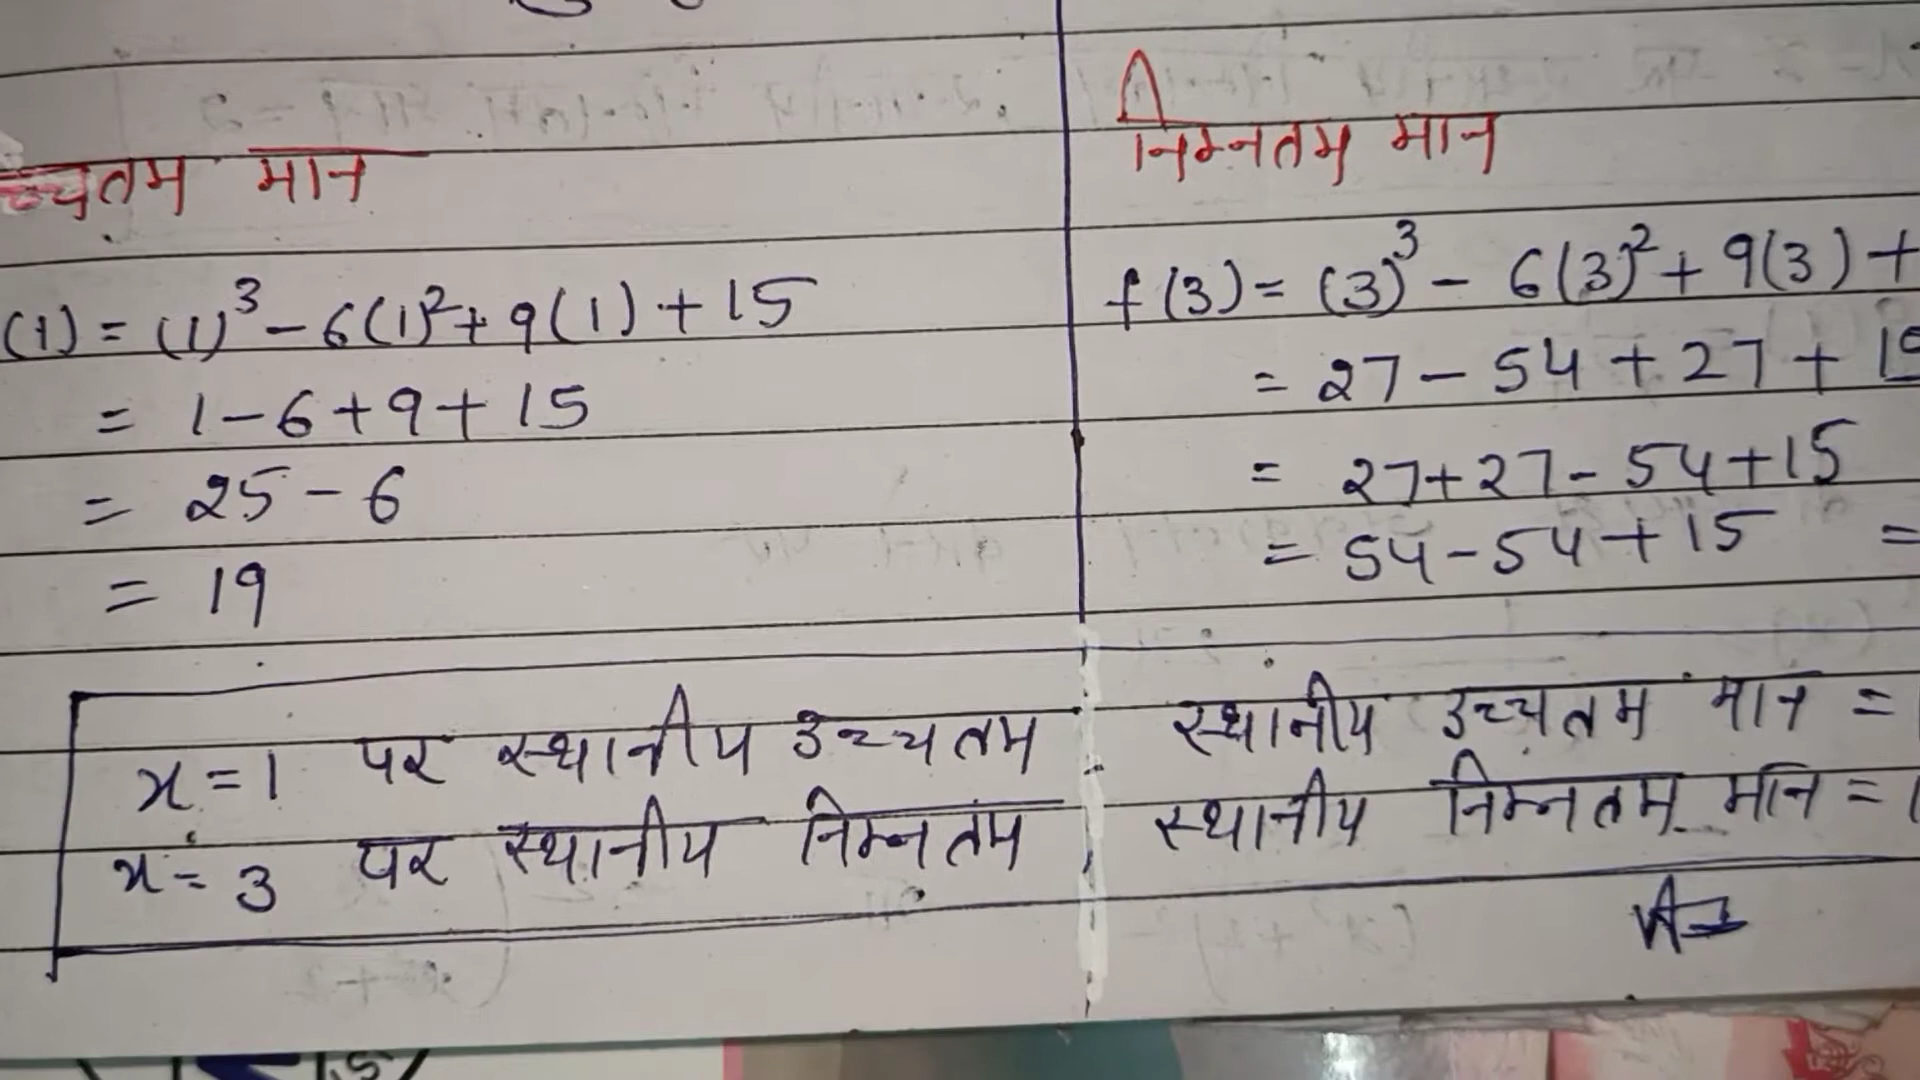 च्चतम मान
(1) = (1)³ - 6(1)² + 9(1) + 15
= 1 - 6 + 9 + 15
= 25 - 6
= 19
निम्नतम मान
f(3) = (3)³ - 6(3)² + 9(3) +
= 27 - 54 + 27 + 15
= 27 + 27 - 54 + 15
= 54 - 54 + 15 =
x = 1 पर स्थानीय उच्चतम, स्थानीय उच्चतम मान =
x = 3 पर स्थानीय निम्नतम, स्थानीय निम्नतम मान =